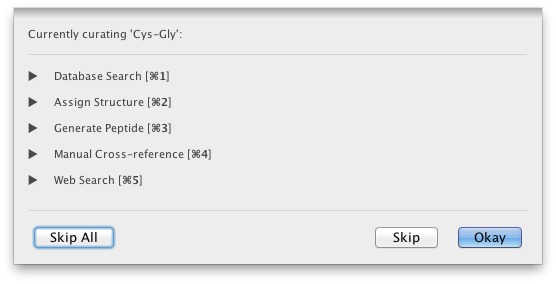 Currently curating 'Cys-Gly':
Database Search [⌘1]
Assign Structure [⌘2]
Generate Peptide [⌘3]
Manual Cross-reference [⌘4]
Web Search [⌘5]
Skip All Skip Okay